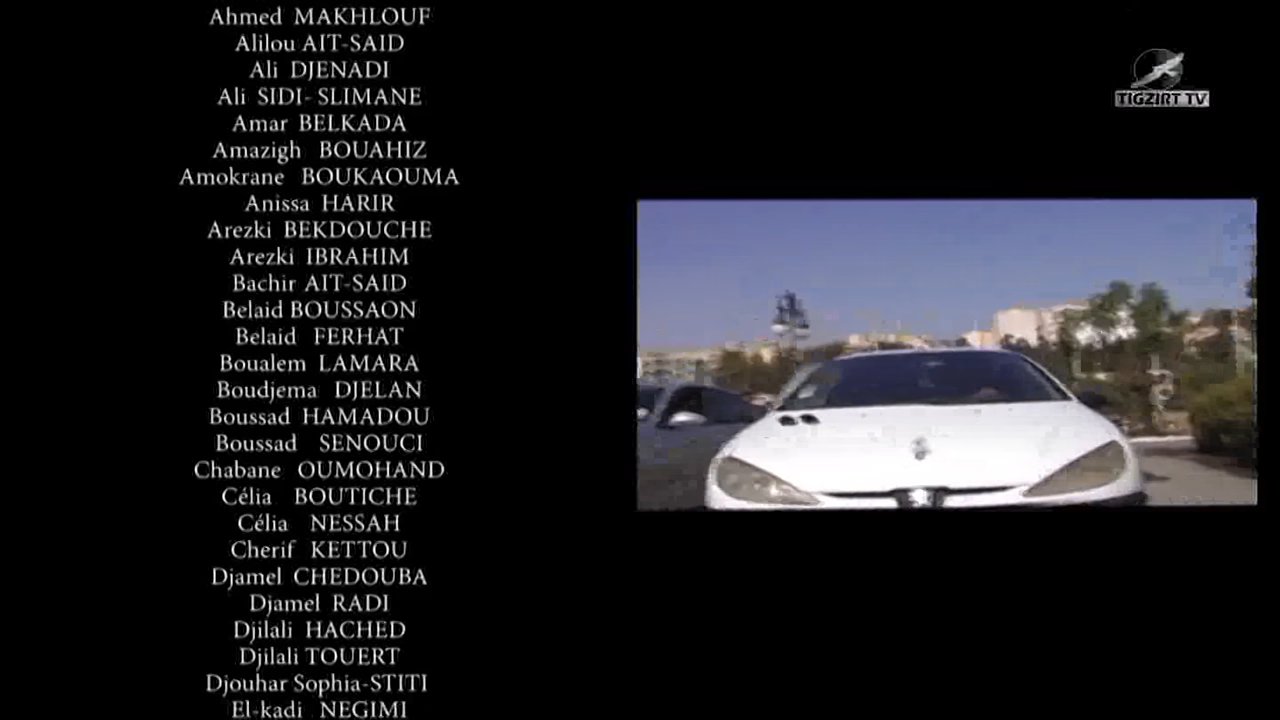 Ahmed MAKHLOUF
Alilou AIT-SAID
Ali DJENADI
Ali SIDI- SLIMANE
Amar BELKADA
Amazigh BOUAHIZ
Amokrane BOUKAOUMA
Anissa HARIR
Arezki BEKDOUCHE
Arezki IBRAHIM
Bachir AIT-SAID
Belaid BOUSSAON
Belaid FERHAT
Boualem LAMARA
Boudjema DJELAN
Boussad HAMADOU
Boussad SENOUCI
Chabane OUMOHAND
Célia BOUTICHE
Célia NESSAH
Cherif KETTOU
Djamel CHEDOUBA
Djamel RADI
Djilali HACHED
Djilali TOUERT
Djouhar Sophia-STITI
El-kadi NEGIMI
TIGZIRT TV